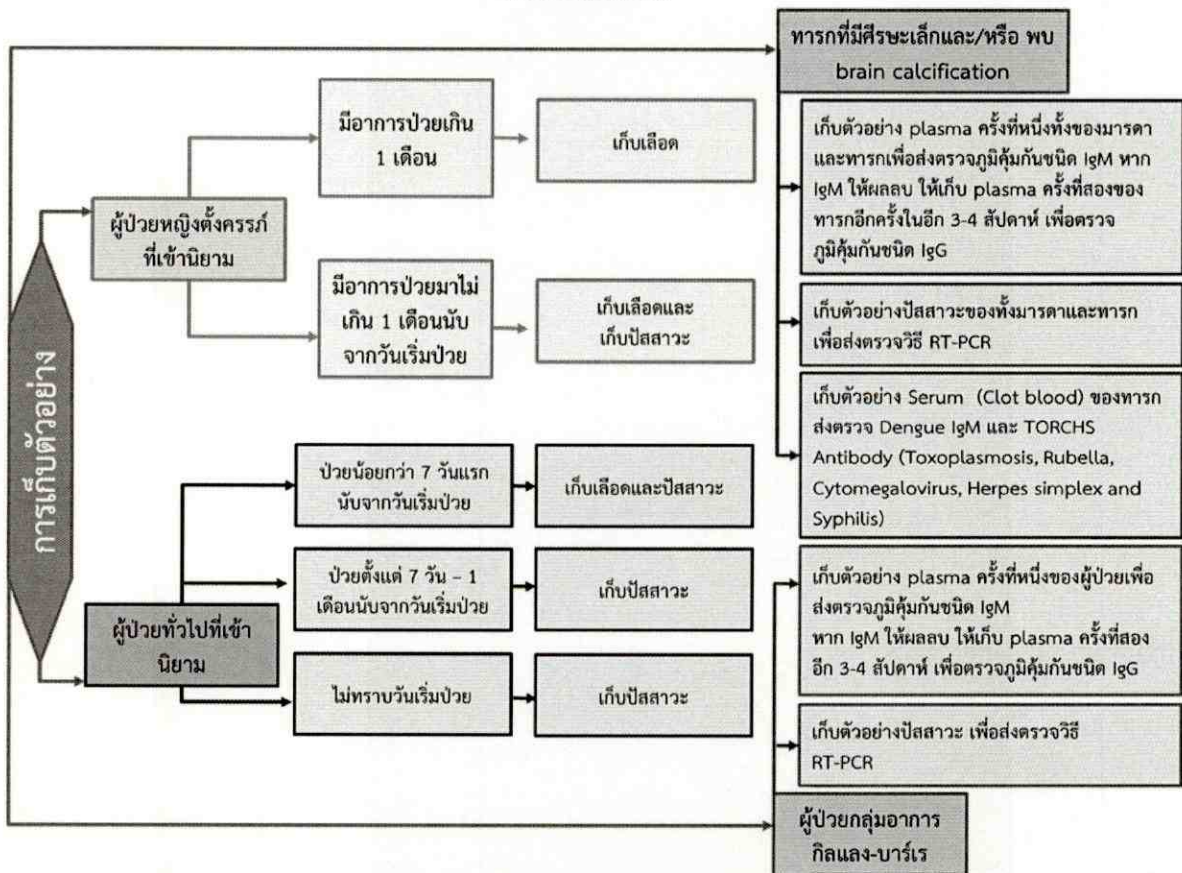 การเก็บตัวอย่าง
ผู้ป่วยหญิงตั้งครรภ์
ที่เข้านิยาม
มีอาการป่วยเกิน
1 เดือน
เก็บเลือด
มีอาการป่วยมาไม่
เกิน 1 เดือนนับ
จากวันเริ่มป่วย
เก็บเลือดและ
เก็บปัสสาวะ
ผู้ป่วยทั่วไปที่เข้า
นิยาม
ป่วยน้อยกว่า 7 วันแรก
นับจากวันเริ่มป่วย
เก็บเลือดและปัสสาวะ
ป่วยตั้งแต่ 7 วัน – 1
เดือนนับจากวันเริ่มป่วย
เก็บปัสสาวะ
ไม่ทราบวันเริ่มป่วย
เก็บปัสสาวะ
ทารกที่มีศีรษะเล็กและ/หรือ พบ
brain calcification
เก็บตัวอย่าง plasma ครั้งที่หนึ่งทั้งของมารดา
และทารกเพื่อส่งตรวจภูมิคุ้มกันชนิด IgM หาก
IgM ให้ผลลบ ให้เก็บ plasma ครั้งที่สองของ
ทารกอีกครั้งในอีก 3-4 สัปดาห์ เพื่อตรวจ
ภูมิคุ้มกันชนิด IgG
เก็บตัวอย่างปัสสาวะของทั้งมารดาและทารก
เพื่อส่งตรวจวิธี RT-PCR
เก็บตัวอย่าง Serum (Clot blood) ของทารก
ส่งตรวจ Dengue IgM และ TORCHS
Antibody (Toxoplasmosis, Rubella,
Cytomegalovirus, Herpes simplex and
Syphilis)
เก็บตัวอย่าง plasma ครั้งที่หนึ่งของผู้ป่วยเพื่อ
ส่งตรวจภูมิคุ้มกันชนิด IgM
หาก IgM ให้ผลลบ ให้เก็บ plasma ครั้งที่สอง
อีก 3-4 สัปดาห์ เพื่อตรวจภูมิคุ้มกันชนิด IgG
เก็บตัวอย่างปัสสาวะ เพื่อส่งตรวจวิธี
RT-PCR
ผู้ป่วยกลุ่มอาการ
กิลแลง-บาร์เร